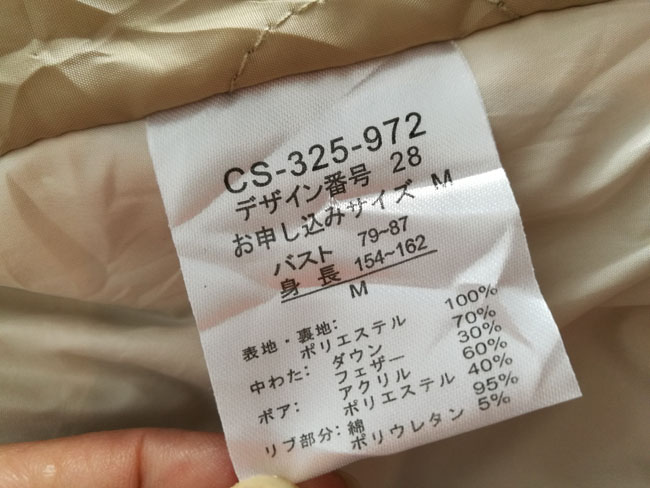 CS-325-972
デザイン番号 28
お申し込みサイズ M
バスト 79~87
身長 154~162
M
表地・裏地:
ポリエステル 100%
中わた: ダウン 70%
フェザー 30%
ボア: アクリル 60%
ポリエステル 40%
リブ部分: 綿 95%
ポリウレタン 5%